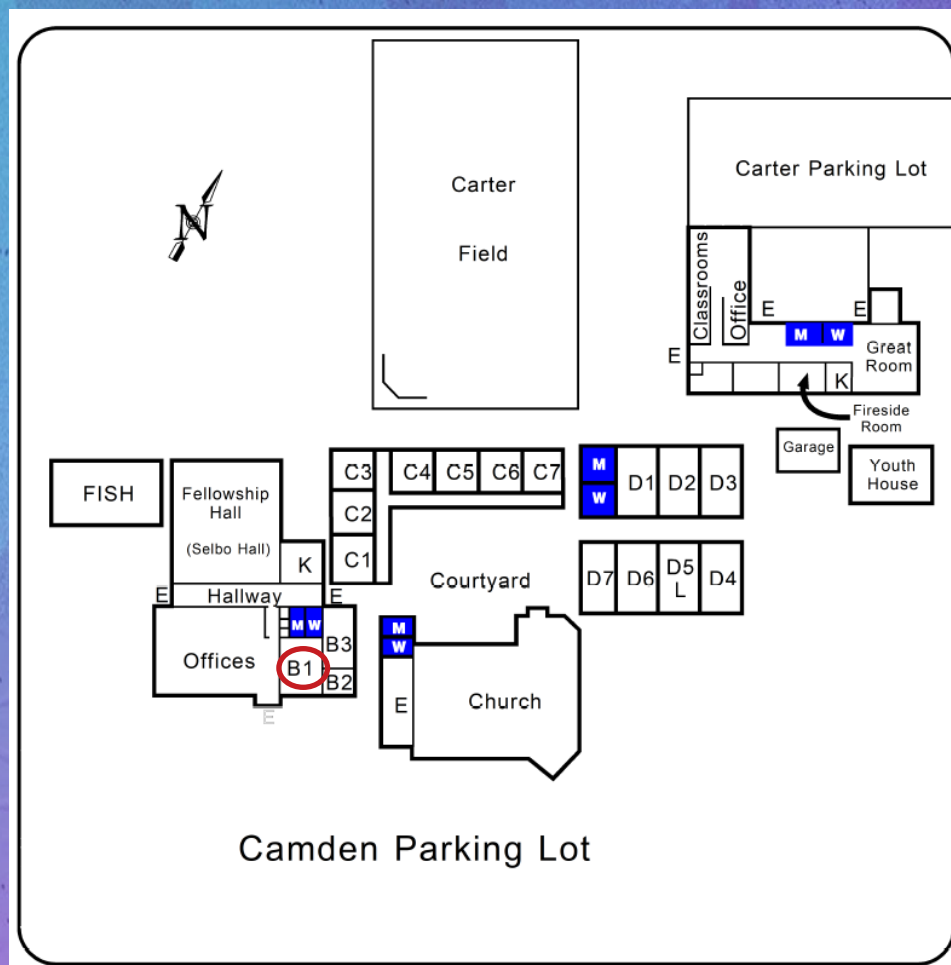 Carter
Field
Carter Parking Lot
N
Classrooms
Office
E
E
M W
Great
Room
E
K
Fireside
Room
Garage
Youth
House
FISH
Fellowship
Hall
(Selbo Hall)
K
C3
C4
C5
C6
C7
C2
C1
M
W
D1
D2
D3
D7
D6
D5
L
D4
Courtyard
E
Hallway
E
M W
Offices
B1
B3
B2
E
M
W
E
Church
Camden Parking Lot